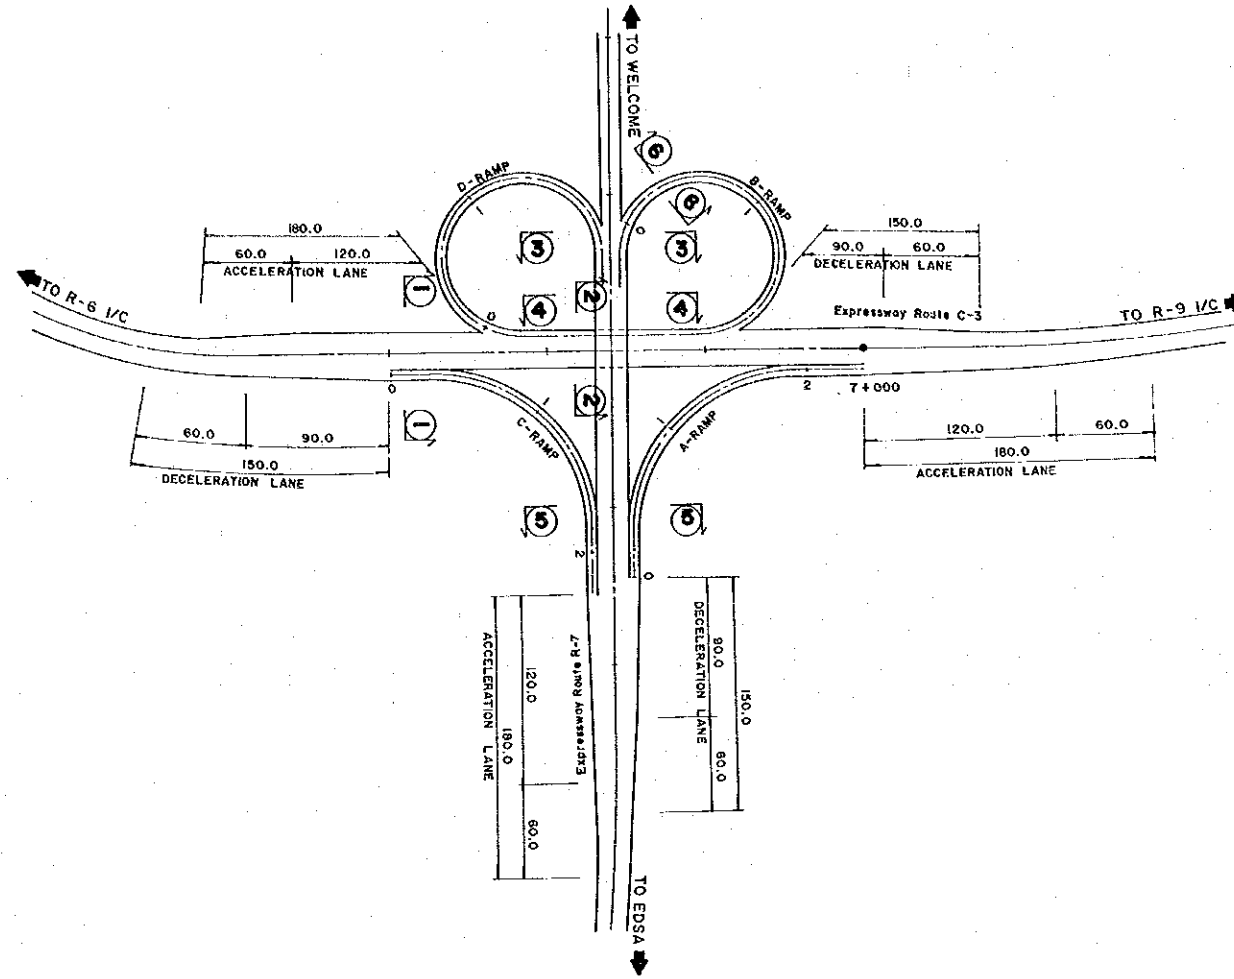 TO WELCOME
6
D-RAMP
B-RAMP
6
0
180.0
150.0
3
3
60.0
120.0
90.0
60.0
ACCELERATION LANE
DECELERATION LANE
1
2
TO R-6 I/C
4
4
Expressway Route C-3
TO R-9 I/C
0
0
2
7+000
2
1
C-RAMP
A-RAMP
60.0
90.0
120.0
60.0
150.0
180.0
DECELERATION LANE
ACCELERATION LANE
5
5
2
0
ACCELERATION LANE
180.0
120.0
60.0
Expressway Route R-7
DECELERATION LANE
90.0
60.0
150.0
TO EDSA